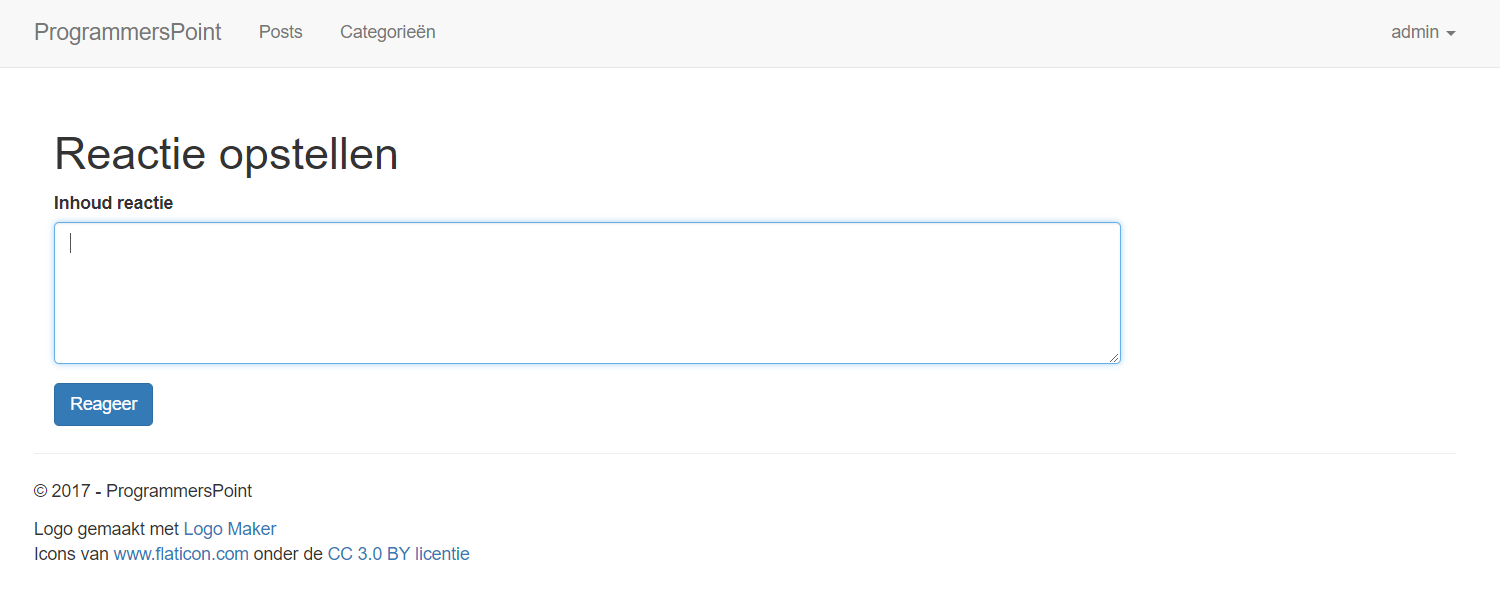 ProgrammersPoint Posts Categorieën admin
Reactie opstellen
Inhoud reactie
Reageer
© 2017 - ProgrammersPoint
Logo gemaakt met Logo Maker
Icons van www.flaticon.com onder de CC 3.0 BY licentie